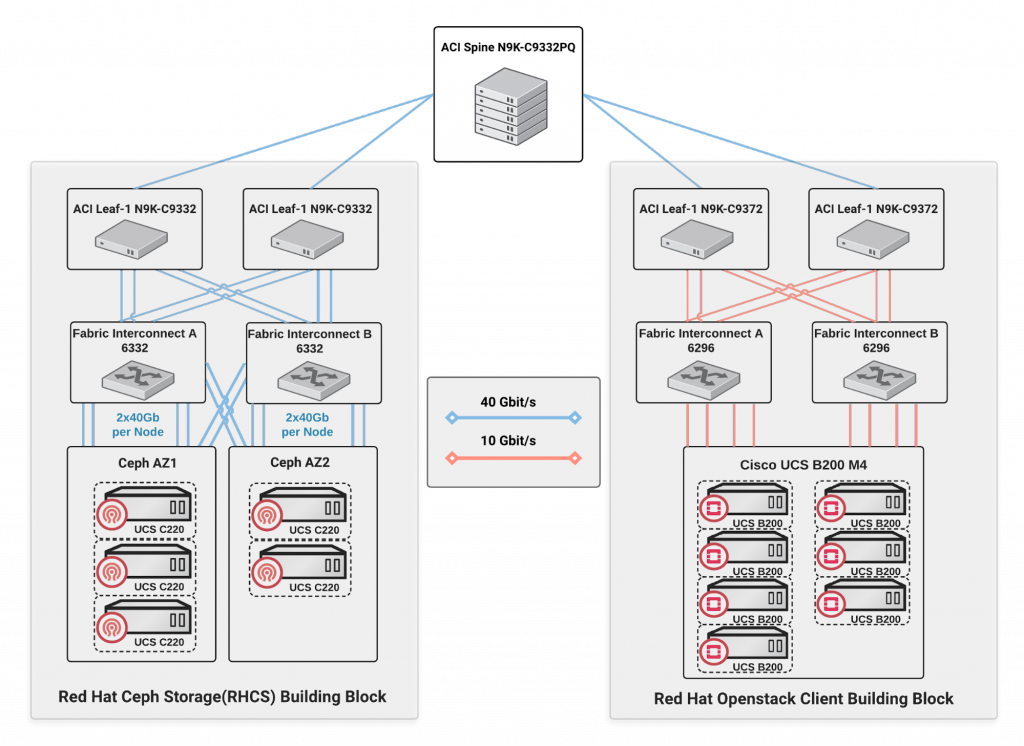 ACI Spine N9K-C9332PQ
ACI Leaf-1 N9K-C9332
ACI Leaf-1 N9K-C9332
Fabric Interconnect A
6332
Fabric Interconnect B
6332
2x40Gb
per Node
2x40Gb
per Node
Ceph AZ1
UCS C220
UCS C220
UCS C220
Ceph AZ2
UCS C220
UCS C220
Red Hat Ceph Storage(RHCS) Building Block
40 Gbit/s
10 Gbit/s
ACI Leaf-1 N9K-C9372
ACI Leaf-1 N9K-C9372
Fabric Interconnect A
6296
Fabric Interconnect B
6296
Cisco UCS B200 M4
UCS B200
UCS B200
UCS B200
UCS B200
UCS B200
UCS B200
UCS B200
Red Hat Openstack Client Building Block